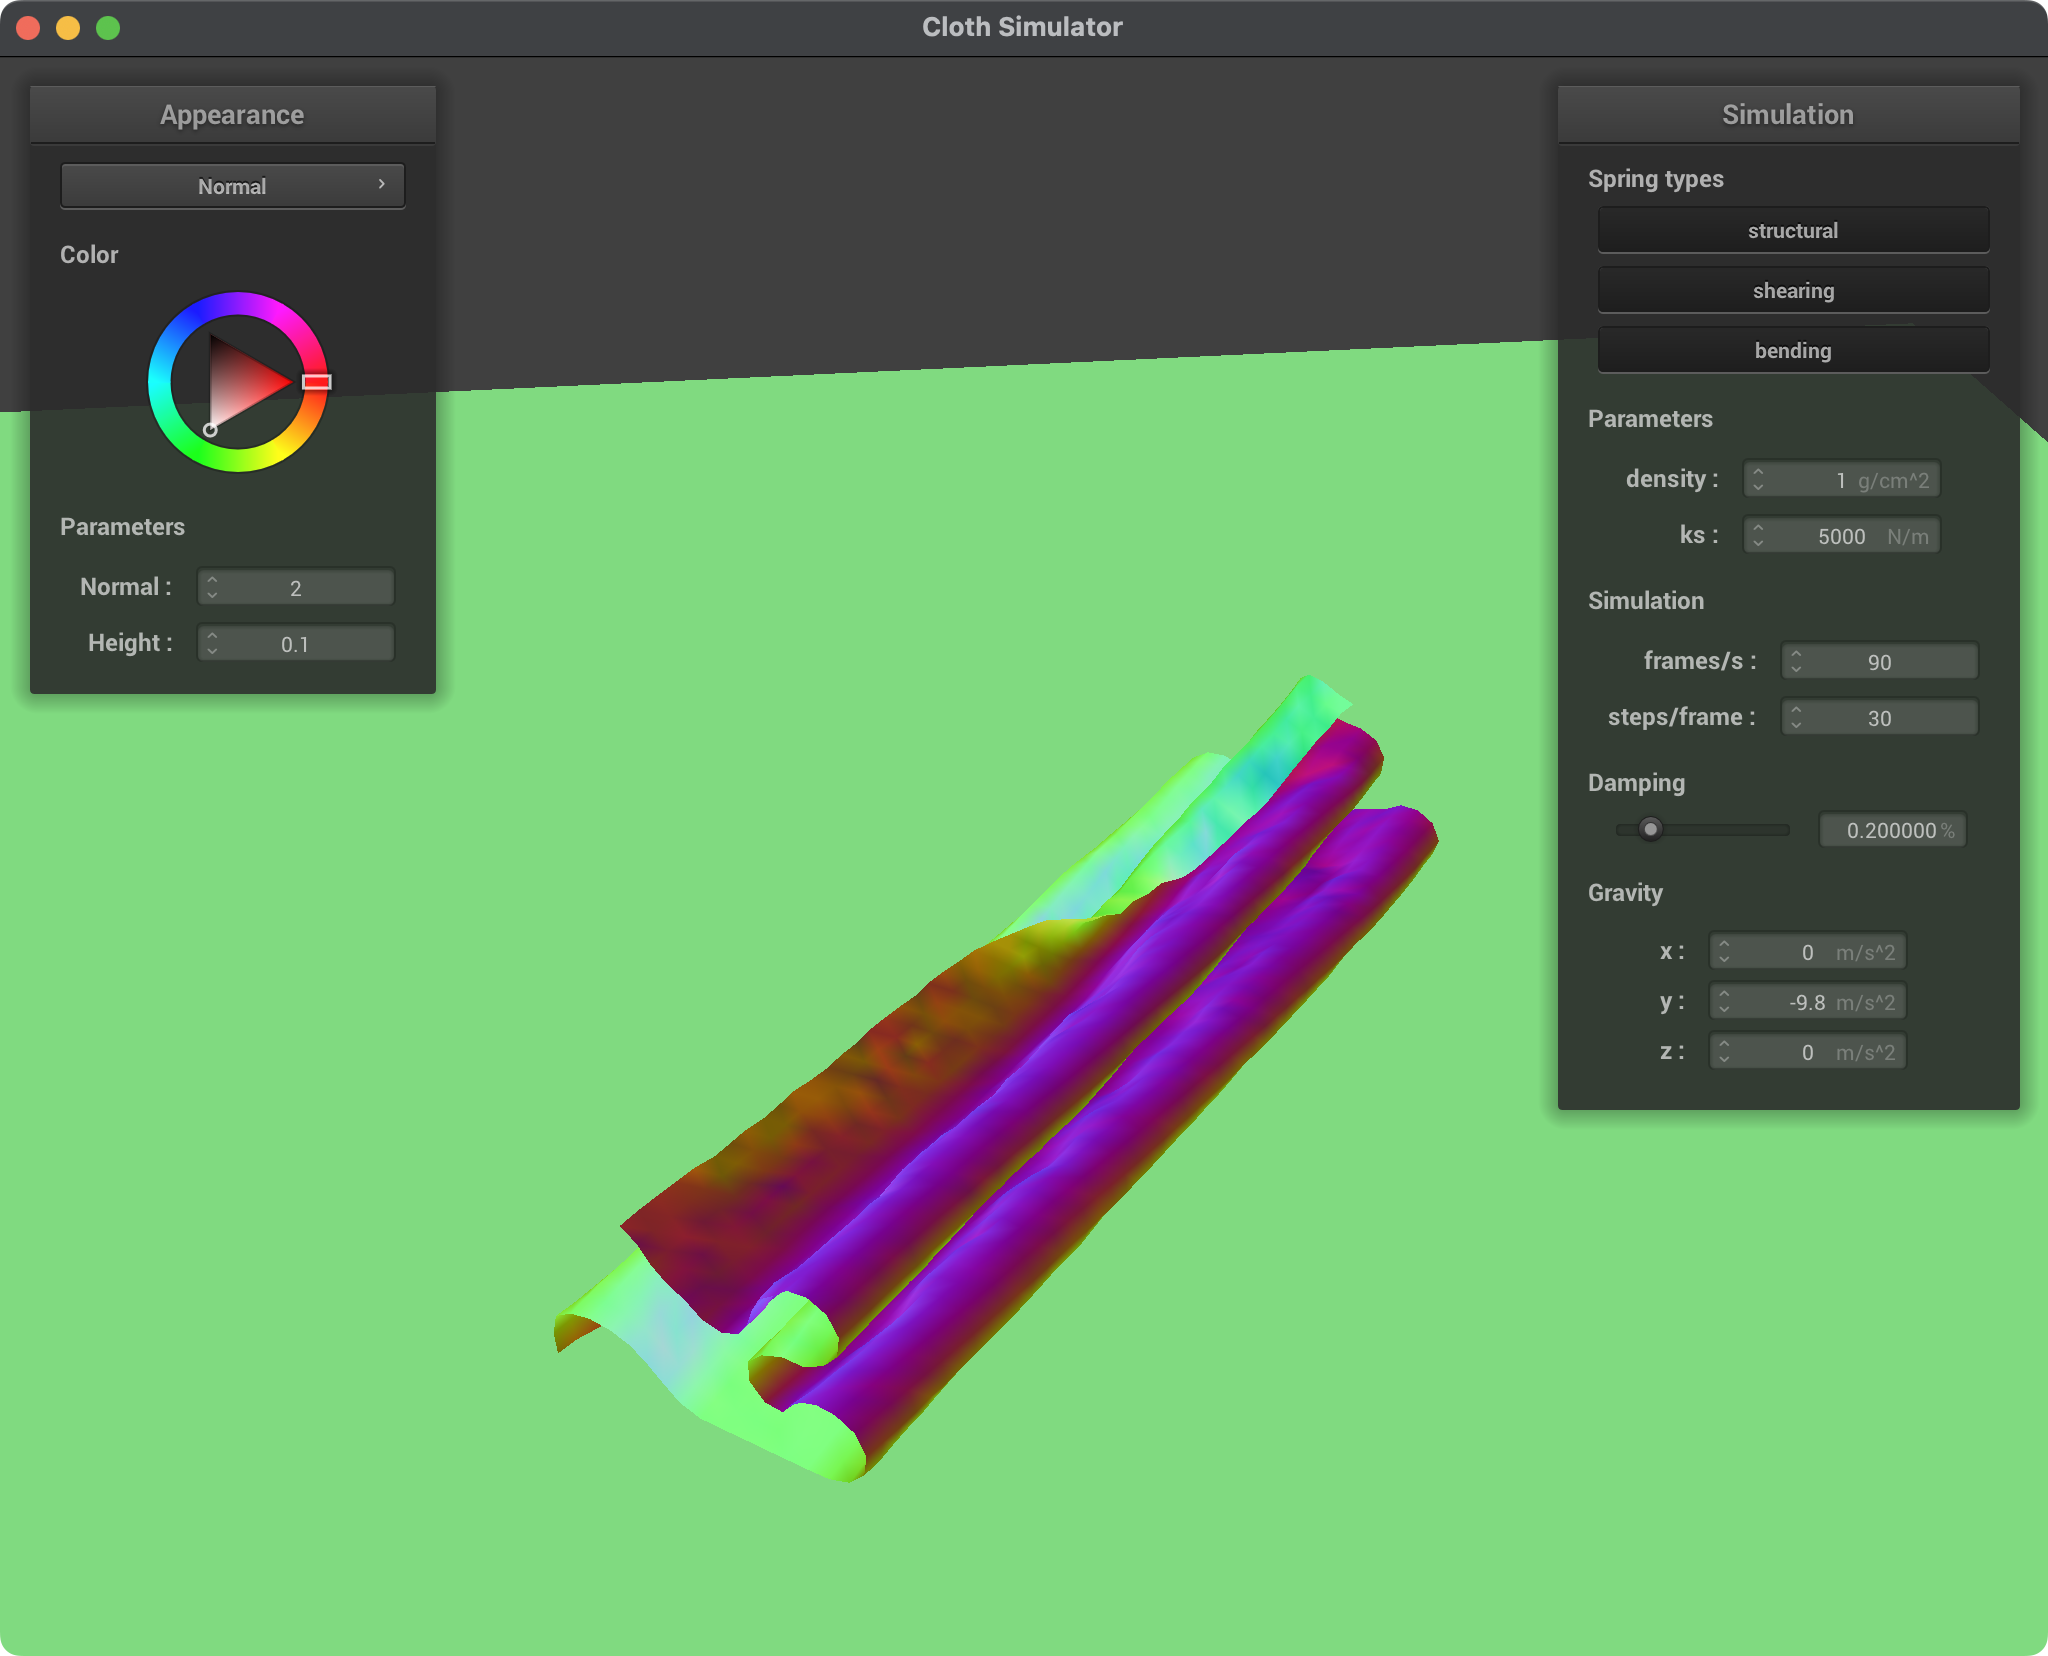 Cloth Simulator
Appearance
Normal
Color
Parameters
Normal : 2
Height : 0.1
Simulation
Spring types
structural
shearing
bending
Parameters
density : 1 g/cm^2
ks : 5000 N/m
Simulation
frames/s : 90
steps/frame : 30
Damping
0.200000 %
Gravity
x : 0 m/s^2
y : -9.8 m/s^2
z : 0 m/s^2